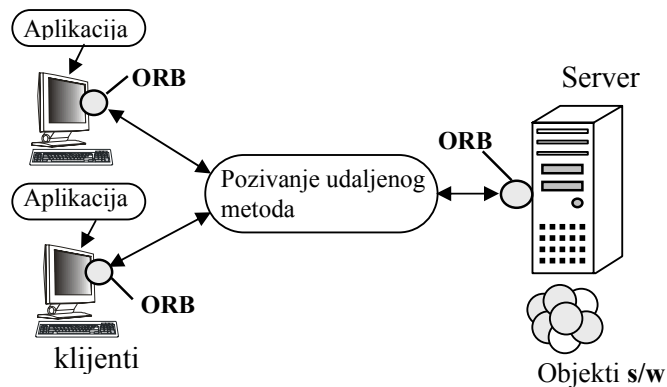 Aplikacija
ORB
Server
ORB
Pozivanje udaljenog
metoda
Aplikacija
ORB
klijenti
Objekti s/w